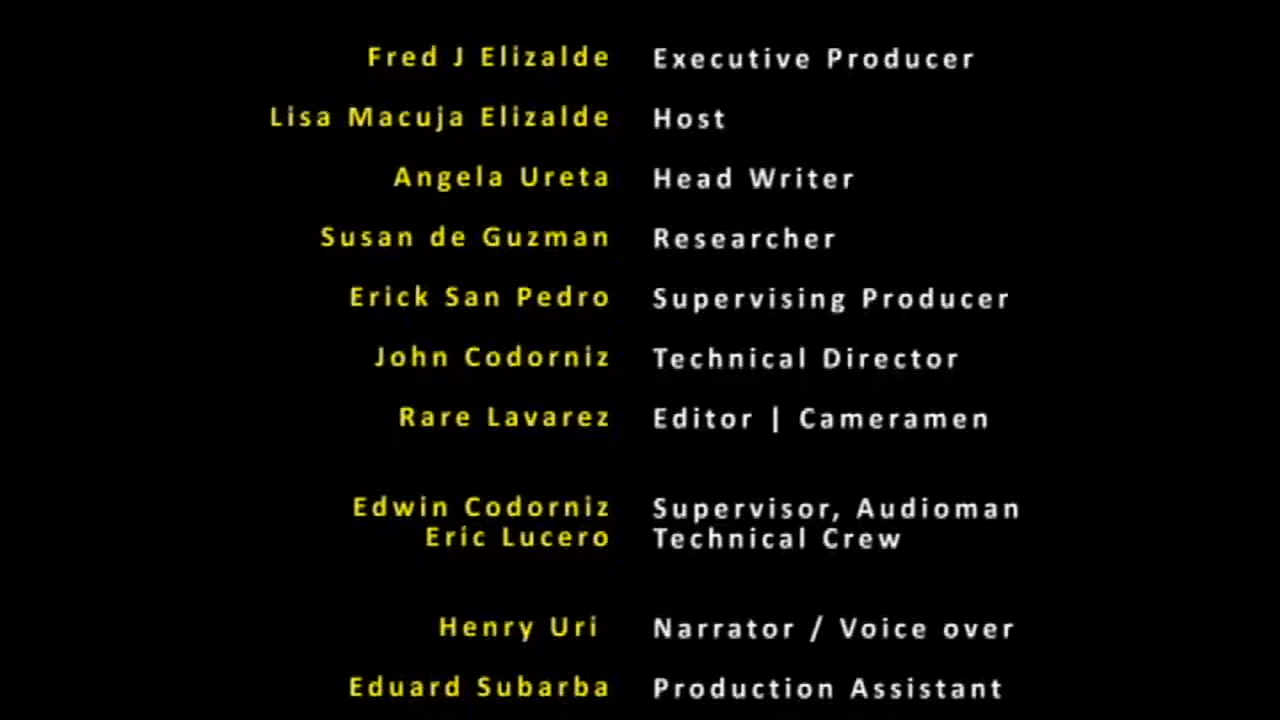 Fred J Elizalde Executive Producer
Lisa Macuja Elizalde Host
Angela Ureta Head Writer
Susan de Guzman Researcher
Erick San Pedro Supervising Producer
John Codorniz Technical Director
Rare Lavarez Editor | Cameramen
Edwin Codorniz Supervisor, Audioman
Eric Lucero Technical Crew
Henry Uri Narrator / Voice over
Eduard Subarba Production Assistant